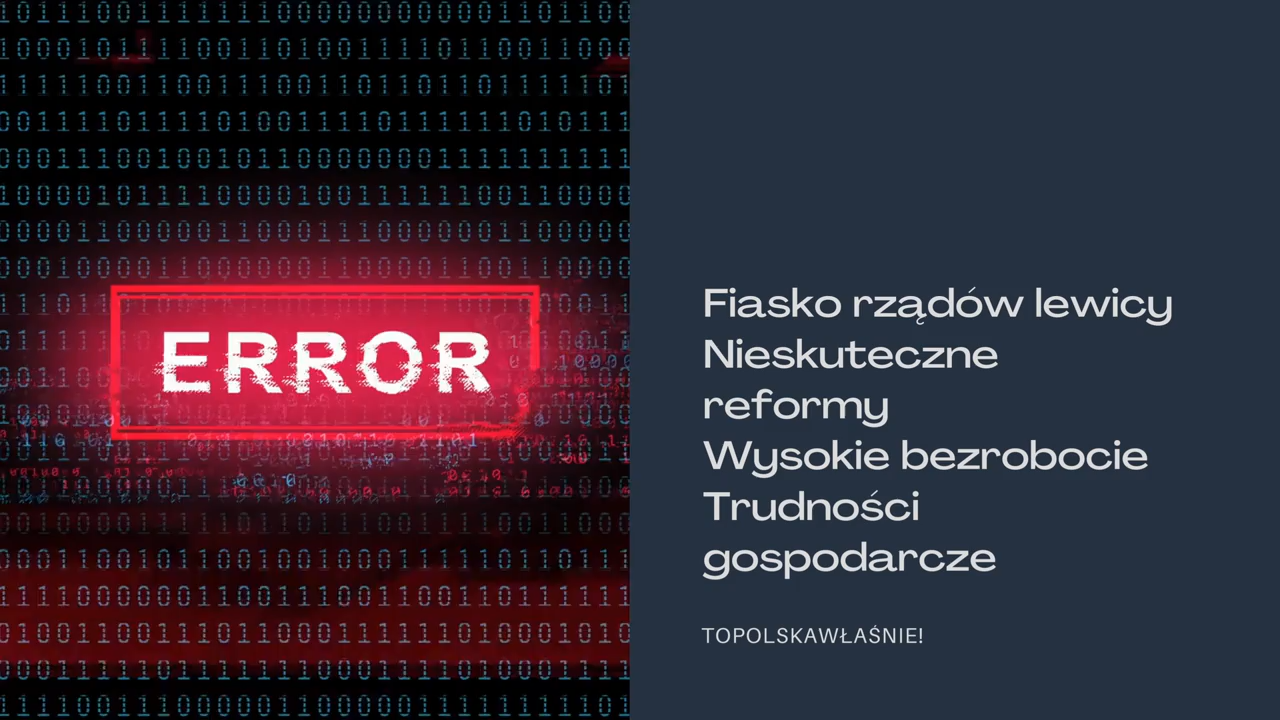 ERROR
Fiasko rządów lewicy
Nieskuteczne
reformy
Wysokie bezrobocie
Trudności
gospodarcze
TOPOLSKAWŁAŚNIE!